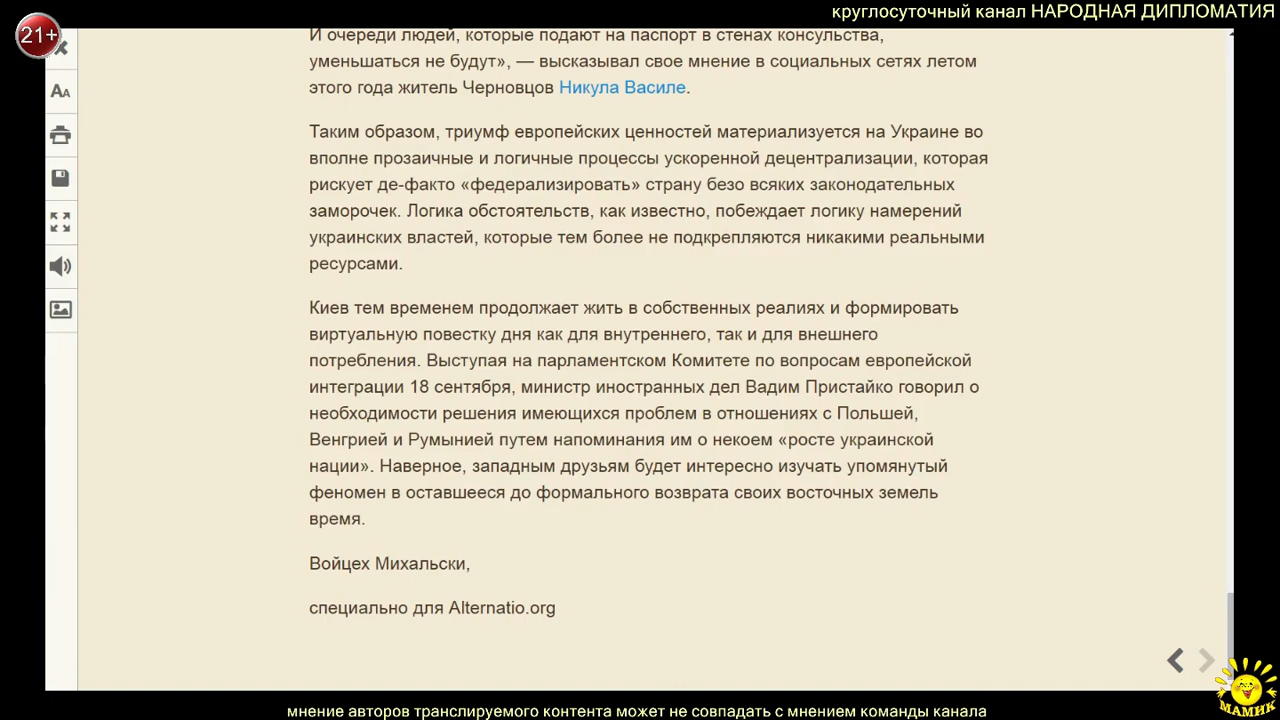 круглосуточный канал НАРОДНАЯ ДИПЛОМАТИЯ
21+
И очереди людей, которые подают на паспорт в стенах консульства,
уменьшаться не будут», — высказывал свое мнение в социальных сетях летом
этого года житель Черновцов Никула Василе.
Таким образом, триумф европейских ценностей материализуется на Украине во
вполне прозаичные и логичные процессы ускоренной децентрализации, которая
рискует де-факто «федерализировать» страну безо всяких законодательных
заморочек. Логика обстоятельств, как известно, побеждает логику намерений
украинских властей, которые тем более не подкрепляются никакими реальными
ресурсами.
Киев тем временем продолжает жить в собственных реалиях и формировать
виртуальную повестку дня как для внутреннего, так и для внешнего
потребления. Выступая на парламентском Комитете по вопросам европейской
интеграции 18 сентября, министр иностранных дел Вадим Пристайко говорил о
необходимости решения имеющихся проблем в отношениях с Польшей,
Венгрией и Румынией путем напоминания им о некоем «росте украинской
нации». Наверное, западным друзьям будет интересно изучать упомянутый
феномен в оставшееся до формального возврата своих восточных земель
время.
Войцех Михальски,
специально для Alternatio.org
МАМИК
мнение авторов транслируемого контента может не совпадать с мнением команды канала